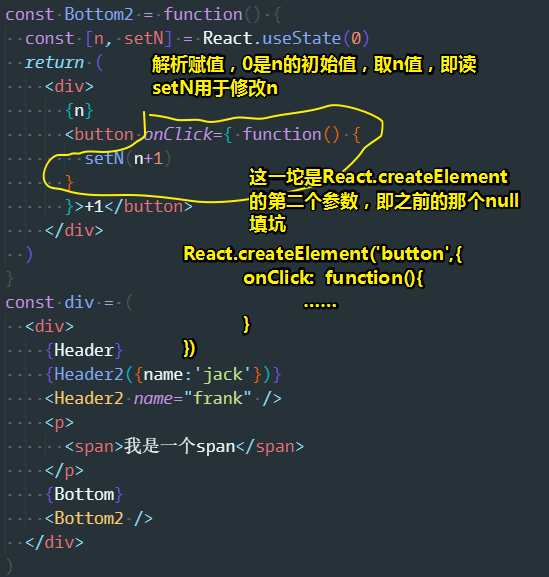 const Bottom2 = function() {
const [n, setN] = React.useState(0)
return (
解析赋值，0是n的初始值，取n值，即读
setN用于修改n
<div>
{n}
<button onClick={ function() {
setN(n+1)
}
}>+1</button>
这一坨是React.createElement
的第二个参数，即之前的那个null
填坑
</div>
)
React.createElement('button',{
onClick: function(){
……
}
})
}
const div = (
<div>
{Header}
{Header2({name:'jack'})}
<Header2 name="frank" />
<p>
<span>我是一个span</span>
</p>
{Bottom}
<Bottom2 />
</div>
)